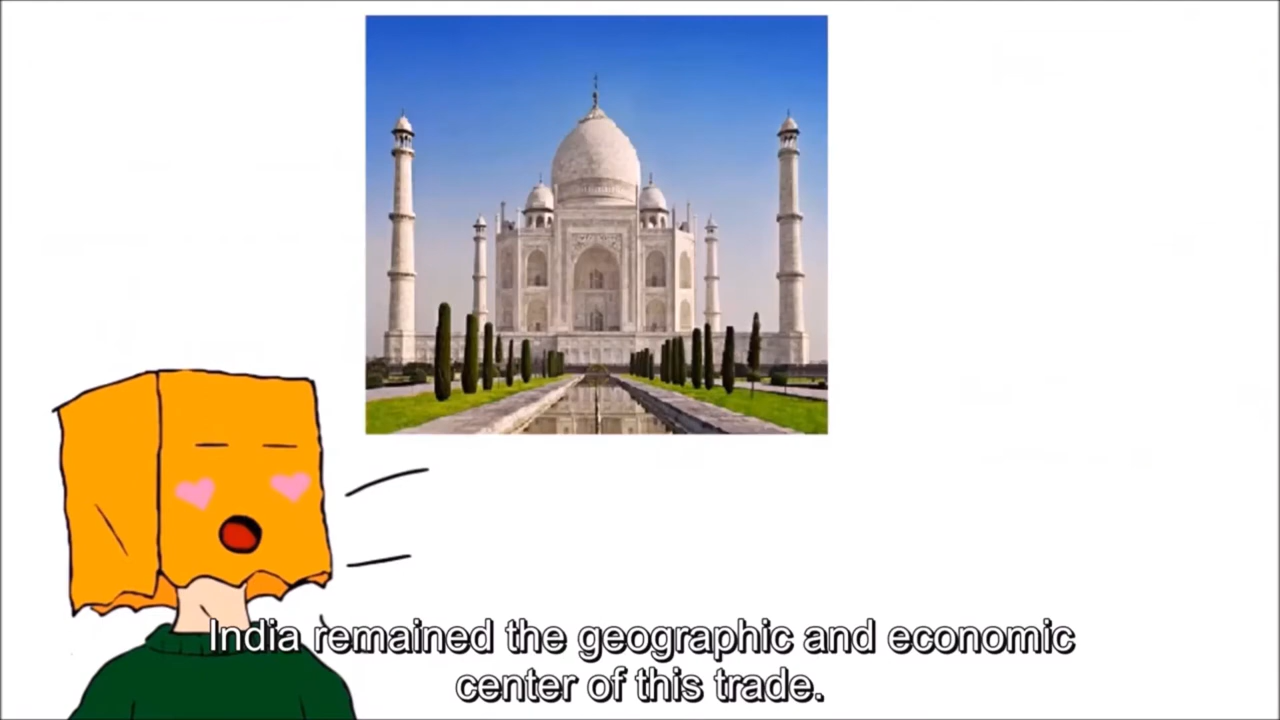 India remained the geographic and economic
center of this trade.